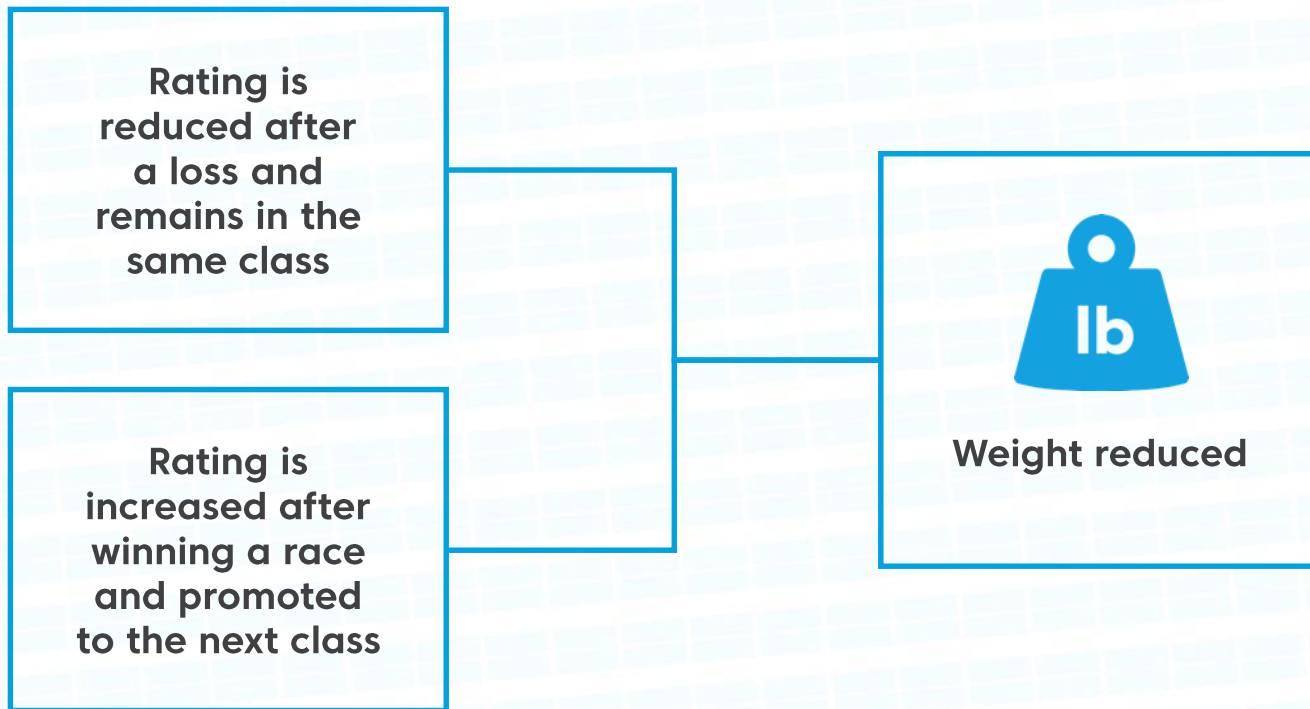 Rating is
reduced after
a loss and
remains in the
same class
Rating is
increased after
winning a race
and promoted
to the next class
lb
Weight reduced